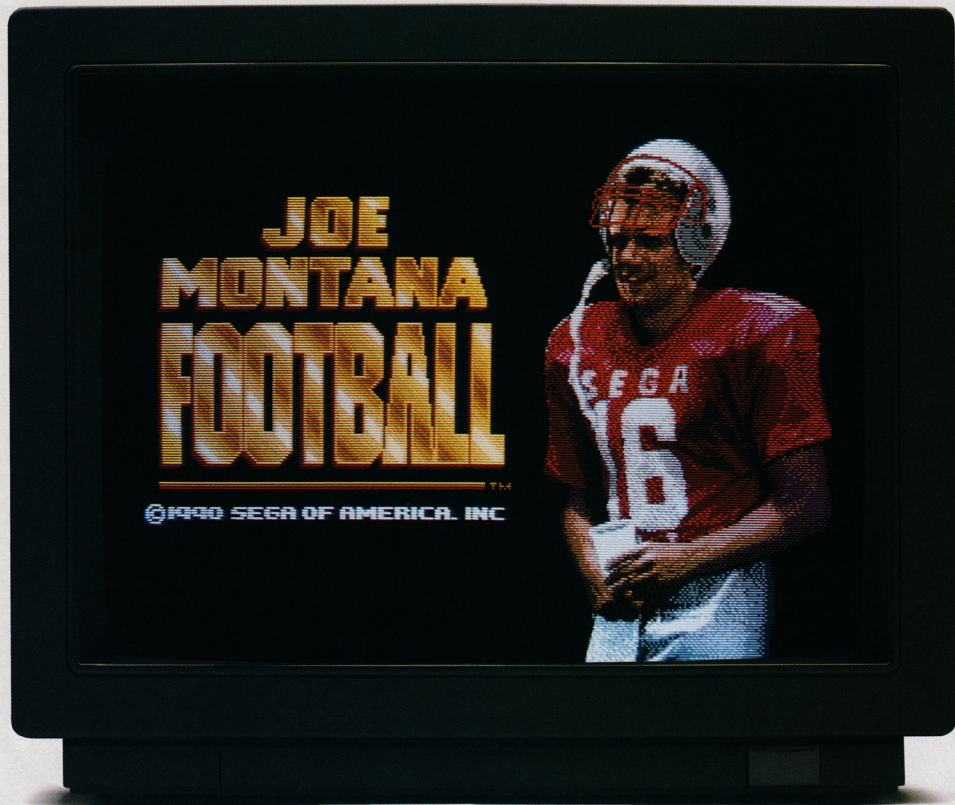 JOE
MONTANA
FOOTBALL
TM
©1990 SEGA OF AMERICA. INC
SEGA
16